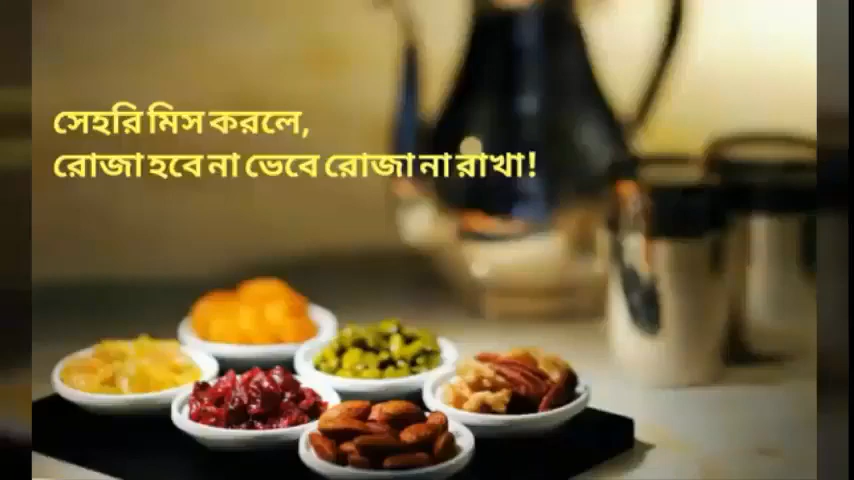 সেহরি মিস করলে,
রোজা হবে না ভেবে রোজা না রাখা!